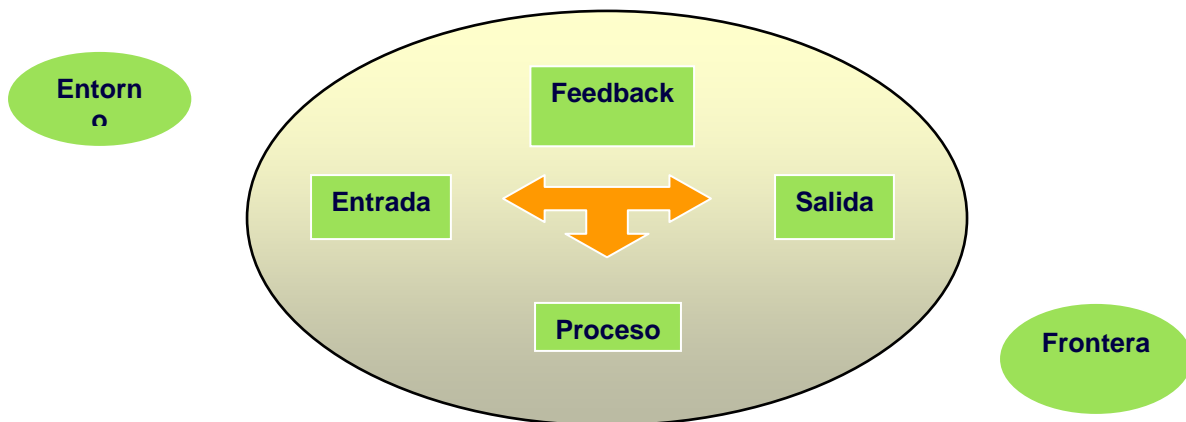 Entorn
o
Feedback
Entrada
Salida
Proceso
Frontera